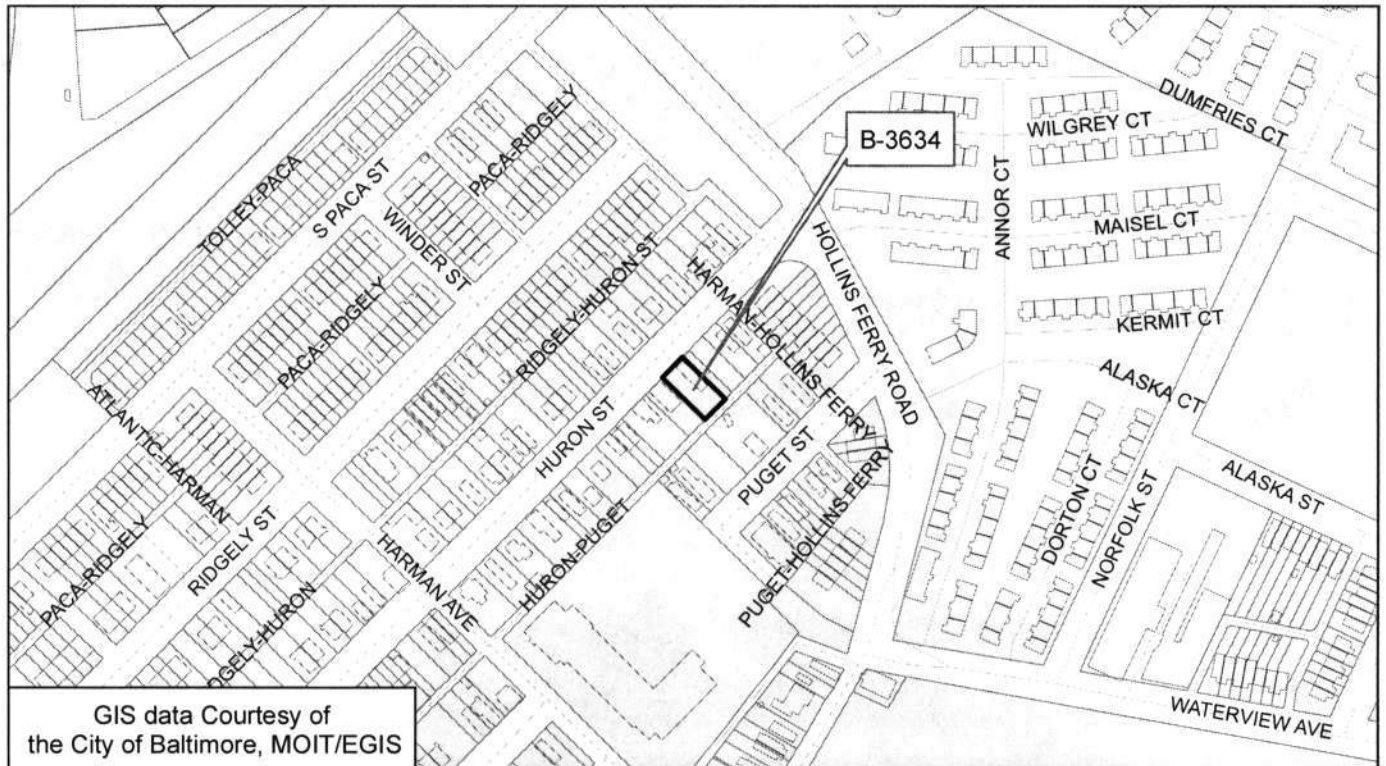 DUMFRIES CT
PACA-RIDGELY
B-3634
WILGREY CT
TOLLEY-PACA
S PACA ST
WINDER ST
ANNOR CT
MAISEL CT
HOLLINS FERRY ROAD
RIDGELY-HURON ST
HARMAN-HOLLINS FERRY
KERMIT CT
PACA-RIDGELY
ALASKA CT
ATLANTIC-HARMAN
HURON ST
PUGET ST
ALASKA ST
PUGET-HOLLINS FERRY
DORTON CT
NORFOLK ST
RIDGELY ST
PACA-RIDGELY
HARMAN AVE
HURON-PUGET
DGELY-HURON
WATERVIEW AVE
GIS data Courtesy of
the City of Baltimore, MOIT/EGIS